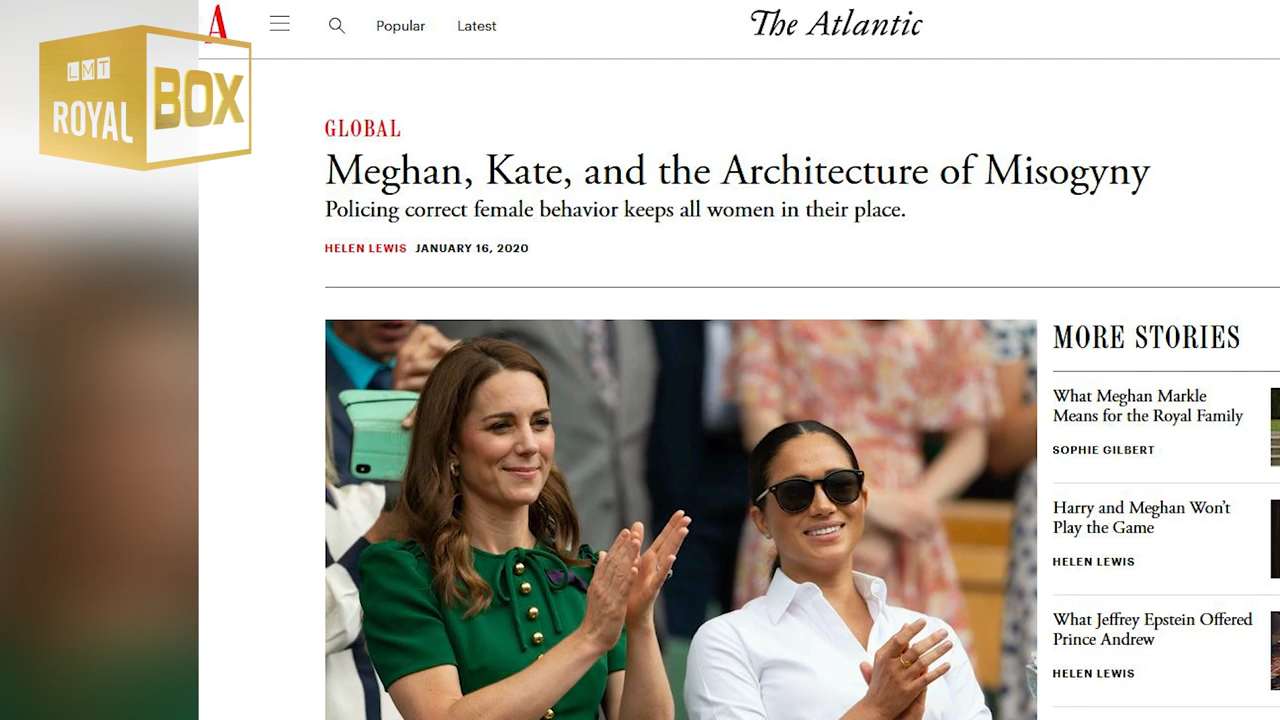 LMT
ROYAL
BOX
A
Popular
Latest
The Atlantic
GLOBAL
Meghan, Kate, and the Architecture of Misogyny
Policing correct female behavior keeps all women in their place.
HELEN LEWIS JANUARY 16, 2020
MORE STORIES
What Meghan Markle
Means for the Royal Family
SOPHIE GILBERT
Harry and Meghan Won't
Play the Game
HELEN LEWIS
What Jeffrey Epstein Offered
Prince Andrew
HELEN LEWIS